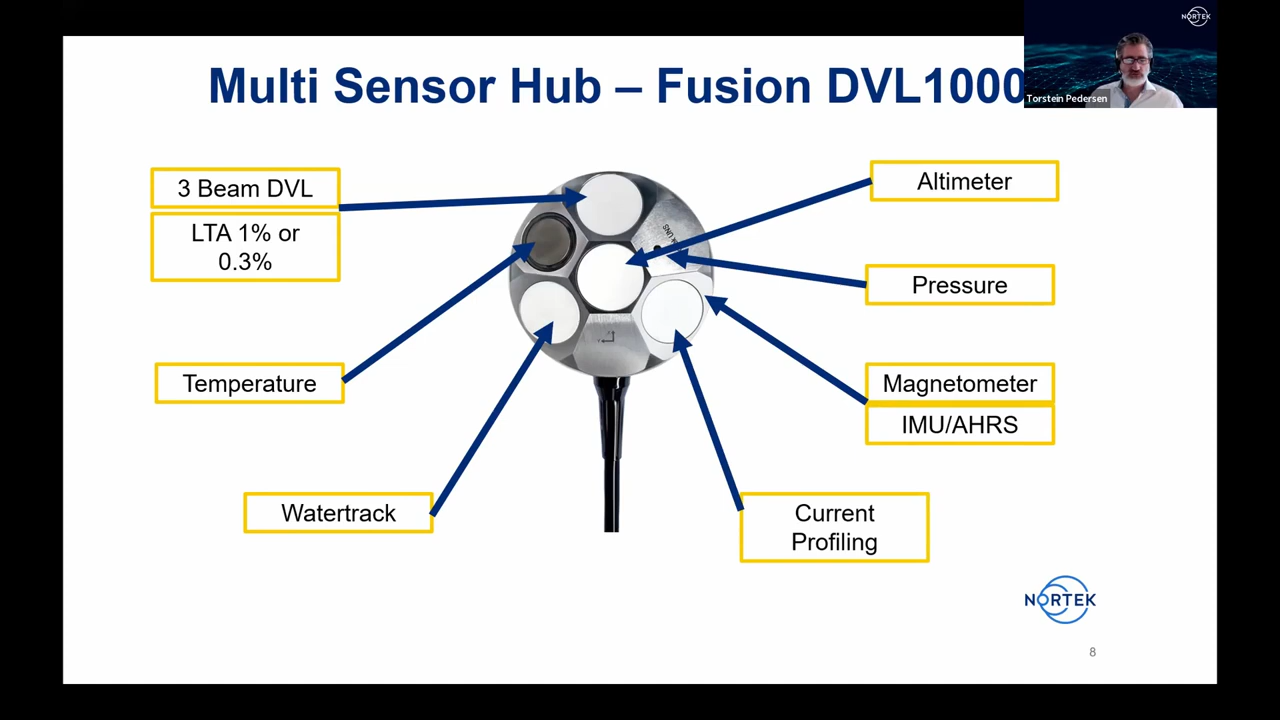 NORTEK
Torstein Pedersen
Multi Sensor Hub – Fusion DVL1000
3 Beam DVL
LTA 1% or
0.3%
Altimeter
Pressure
Temperature
Magnetometer
IMU/AHRS
Watertrack
Current
Profiling
NORTEK
8